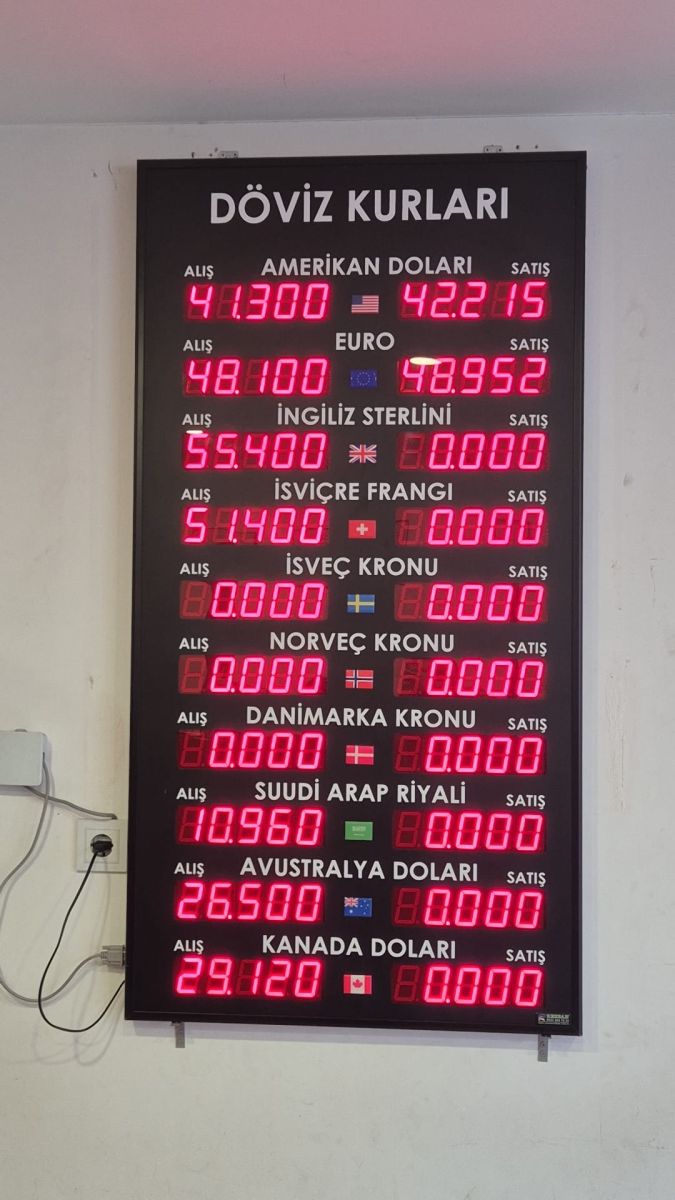 DÖVİZ KURLARI
ALIŞ AMERİKAN DOLARI SATIŞ
41.300 42.215
ALIŞ EURO SATIŞ
48.100 48.952
ALIŞ İNGİLİZ STERLİNİ SATIŞ
55.400 0.000
ALIŞ İSVİÇRE FRANGI SATIŞ
51.400 0.000
ALIŞ İSVEÇ KRONU SATIŞ
0.000 0.000
ALIŞ NORVEÇ KRONU SATIŞ
0.000 0.000
ALIŞ DANİMARKA KRONU SATIŞ
0.000 0.000
ALIŞ SUUDİ ARAP RİYALİ SATIŞ
10.960 0.000
ALIŞ AVUSTRALYA DOLARI SATIŞ
26.500 0.000
ALIŞ KANADA DOLARI SATIŞ
29.120 0.000